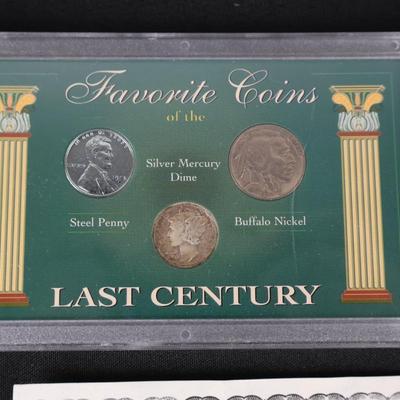 Favorite Coins
of the
Silver Mercury
Dime
Steel Penny
Buffalo Nickel
LAST CENTURY